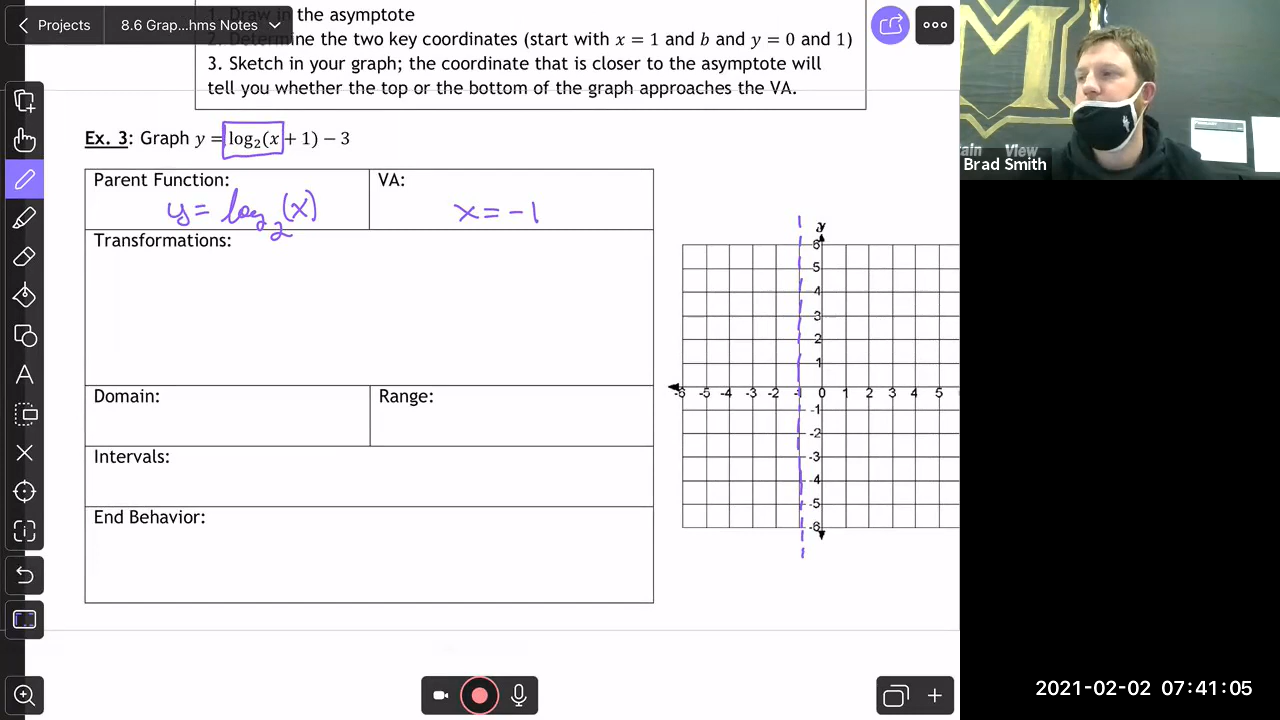 Projects
8.6 Grap...hms Notes
1. Draw in the asymptote
2. Determine the two key coordinates (start with x = 1 and b and y = 0 and 1)
3. Sketch in your graph; the coordinate that is closer to the asymptote will
tell you whether the top or the bottom of the graph approaches the VA.
Ex. 3: Graph y = log₂(x + 1) − 3
Parent Function:
y = log₂(x)
VA:
x = −1
Transformations:
Domain:
Range:
Intervals:
End Behavior:
y
6
5
4
3
2
1
-6 -5 -4 -3 -2 -1 0 1 2 3 4 5
-1
-2
-3
-4
-5
-6
M
tain View
Brad Smith
2021-02-02 07:41:05